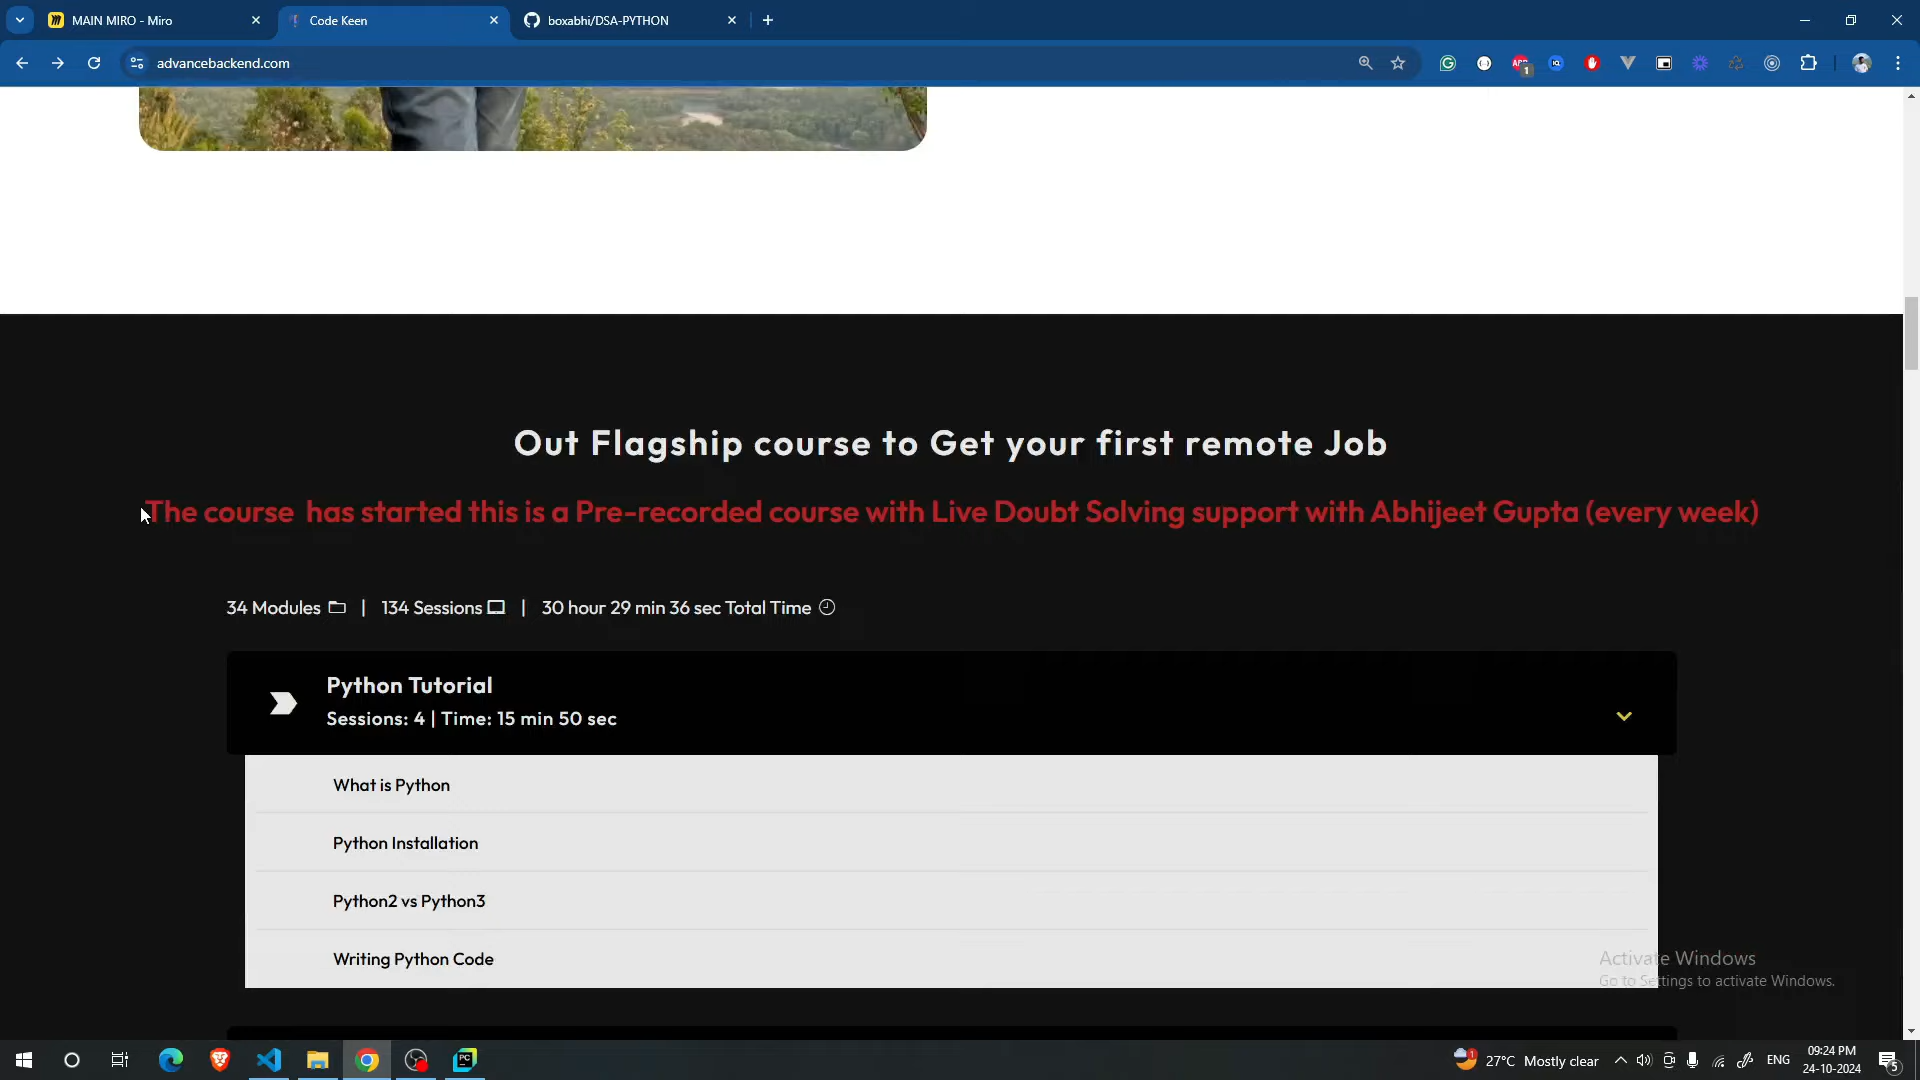 MAIN MIRO - Miro
Code Keen
boxabhi/DSA-PYTHON
advancebackend.com
Out Flagship course to Get your first remote Job
The course has started this is a Pre-recorded course with Live Doubt Solving support with Abhijeet Gupta (every week)
34 Modules | 134 Sessions | 30 hour 29 min 36 sec Total Time
Python Tutorial
Sessions: 4 | Time: 15 min 50 sec
What is Python
Python Installation
Python2 vs Python3
Writing Python Code
Activate Windows
Go to Settings to activate Windows.
27°C Mostly clear
ENG
09:24 PM
24-10-2024
5